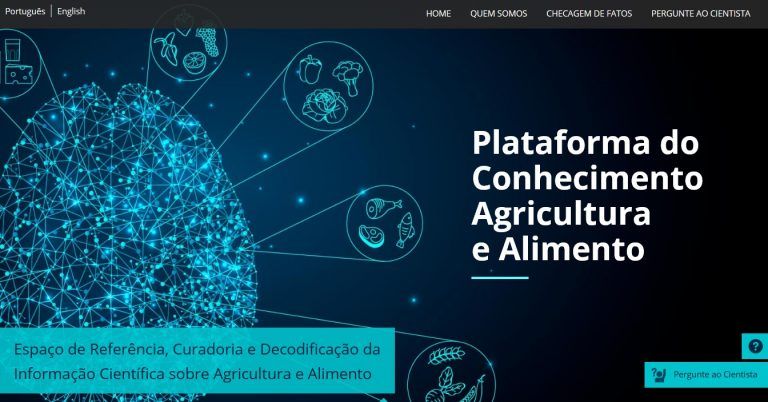 Português | English
HOME QUEM SOMOS CHECAGEM DE FATOS PERGUNTE AO CIENTISTA
Plataforma do
Conhecimento
Agricultura
e Alimento
Espaço de Referência, Curadoria e Decodificação da
Informação Científica sobre Agricultura e Alimento
?
Pergunte ao Cientista